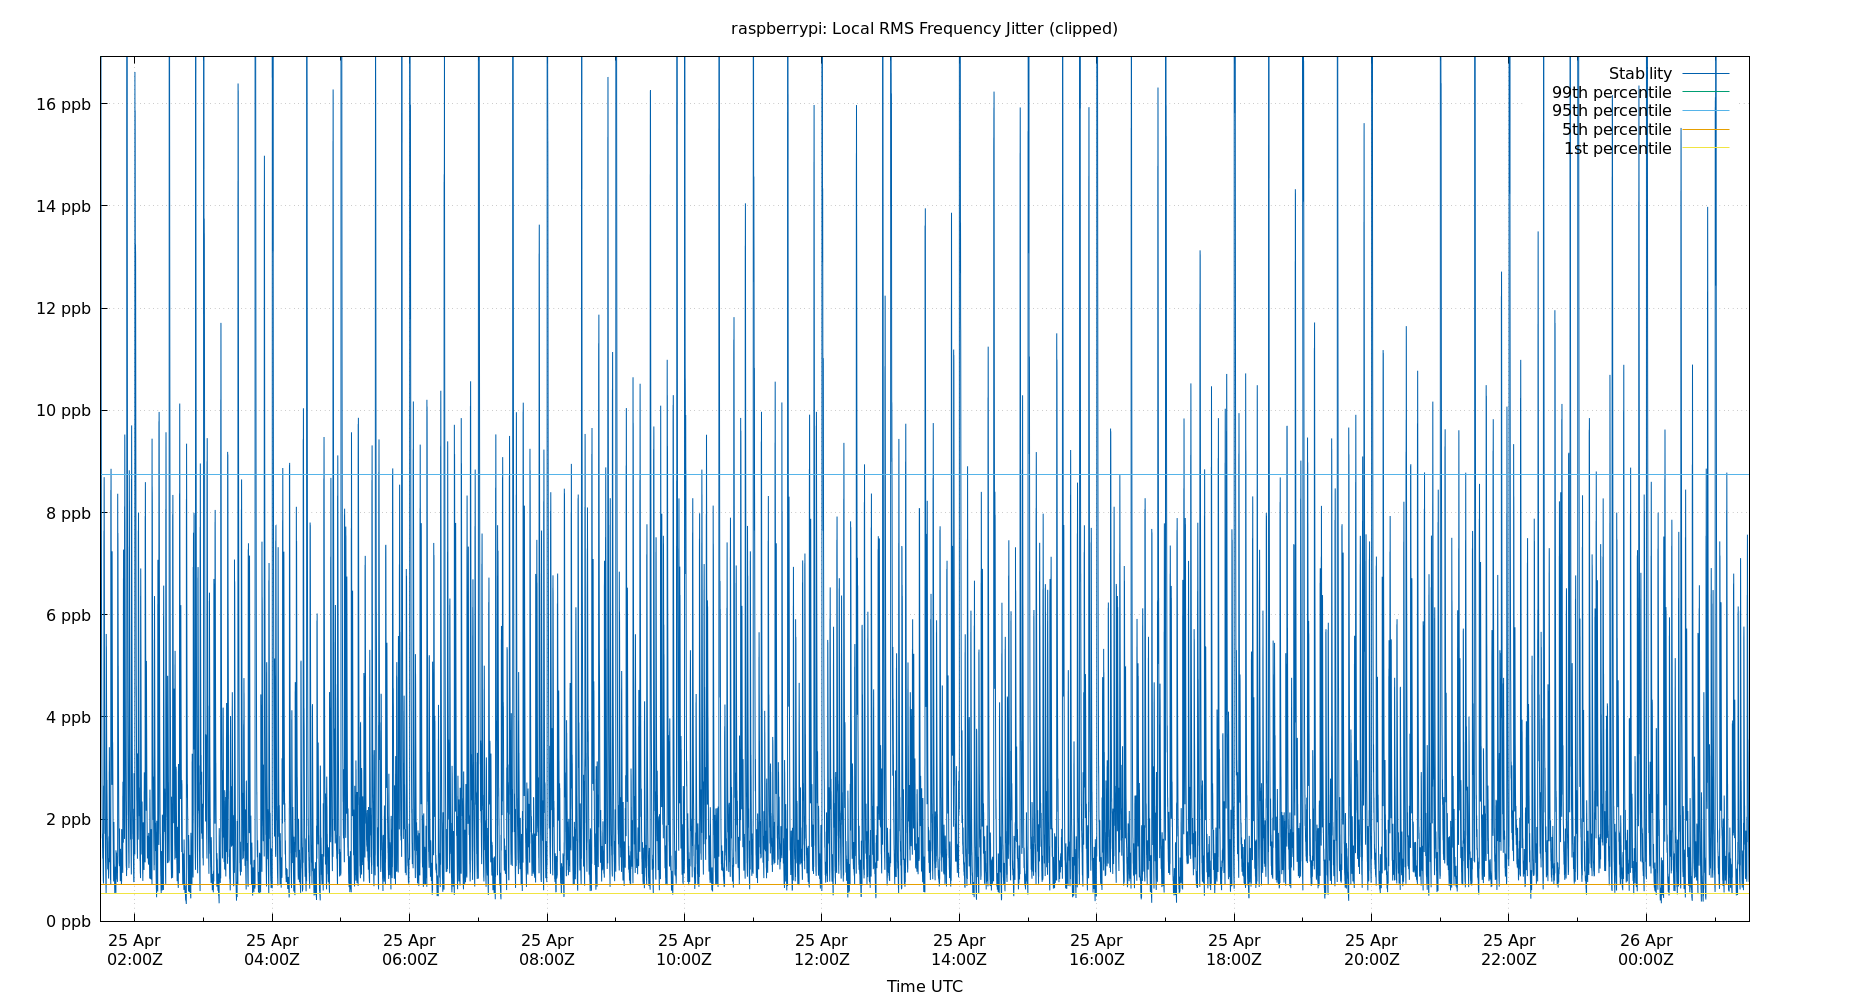 raspberrypi: Local RMS Frequency Jitter (clipped)
Stability
99th percentile
95th percentile
5th percentile
1st percentile
16 ppb
14 ppb
12 ppb
10 ppb
8 ppb
6 ppb
4 ppb
2 ppb
0 ppb
25 Apr 25 Apr 25 Apr 25 Apr 25 Apr 25 Apr 25 Apr 25 Apr 25 Apr 25 Apr 25 Apr 26 Apr
02:00Z 04:00Z 06:00Z 08:00Z 10:00Z 12:00Z 14:00Z 16:00Z 18:00Z 20:00Z 22:00Z 00:00Z
Time UTC